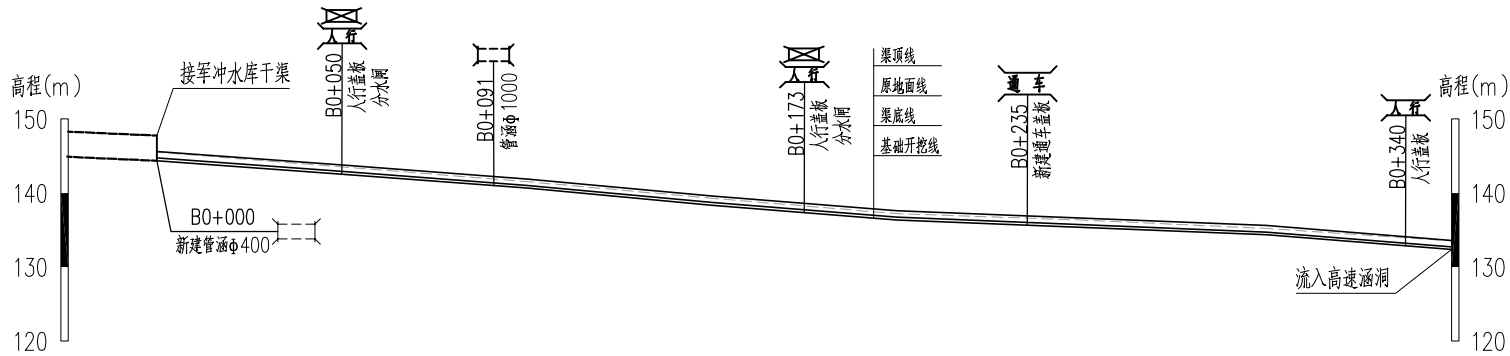 高程(m)
150
140
130
120
接军冲水库干渠
B0+000
新建管涵ϕ400
人行
B0+050
人行盖板
分水闸
B0+091
管涵ϕ1000
人行
B0+173
人行盖板
分水闸
渠顶线
原地面线
渠底线
基础开挖线
通车
B0+235
新建通车盖板
人行
B0+340
人行盖板
流入高速涵洞
高程(m)
150
140
130
120